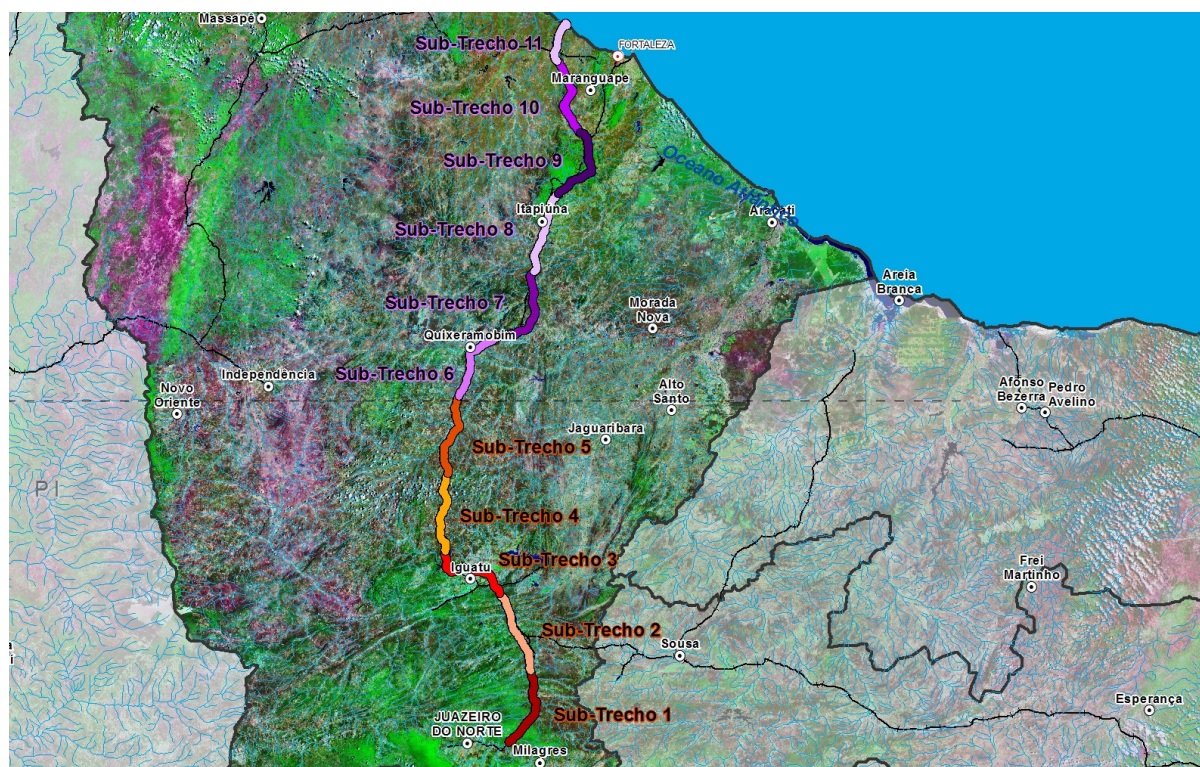 Massapê
Sub-Trecho 11
FORTALEZA
Maranguape
Sub-Trecho 10
Sub-Trecho 9
Oceano Atlântico
Itapiúna
Aracati
Sub-Trecho 8
Areia
Branca
Sub-Trecho 7
Morada
Nova
Quixeramobim
Sub-Trecho 6
Independência
Novo
Oriente
Alto
Santo
Afonso
Bezerra
Pedro
Avelino
Jaguaribara
Sub-Trecho 5
PI
Sub-Trecho 4
Sub-Trecho 3
Iguatu
Frei
Martinho
Sub-Trecho 2
Sousa
Esperança
Sub-Trecho 1
JUAZEIRO
DO NORTE
Milagres